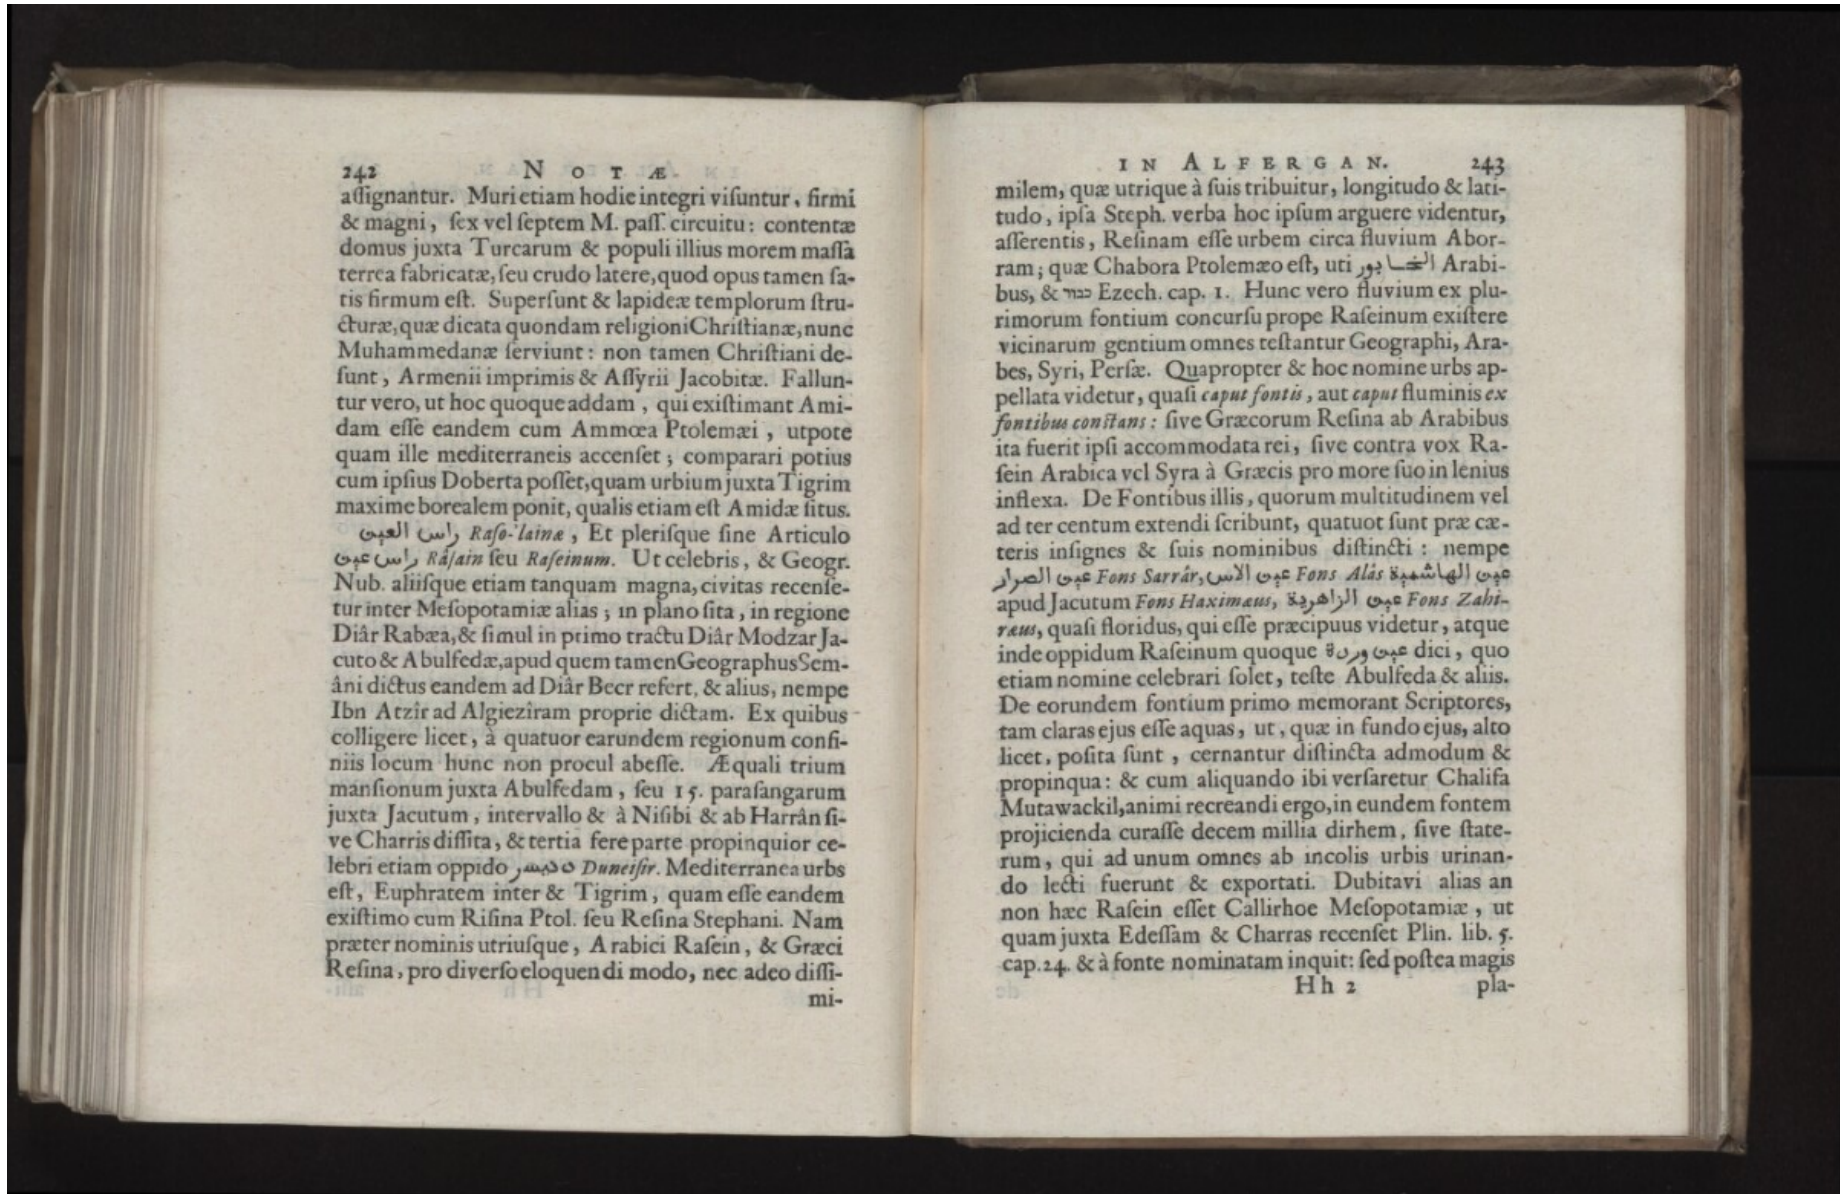 242 NOTÆ.
aſſignantur. Muri etiam hodie integri viſuntur, firmi
& magni, ſex vel ſeptem M. paſſ. circuitu: contentæ
domus juxta Turcarum & populi illius morem maſſâ
terrea fabricatæ, ſeu crudo latere, quod opus tamen ſa-
tis firmum eſt. Superſunt & lapideæ templorum ſtru-
cturæ, quæ dicata quondam religioni Chriſtianæ, nunc
Muhammedanæ ſerviunt: non tamen Chriſtiani de-
ſunt, Armenii imprimis & Aſſyrii Jacobitæ. Fallun-
tur vero, ut hoc quoque addam, qui exiſtimant Ami-
dam eſſe eandem cum Ammœa Ptolemæi, utpote
quam ille mediterraneis accenſet; comparari potius
cum ipſius Doberta poſſet, quam urbium juxta Tigrim
maxime borealem ponit, qualis etiam eſt Amidæ ſitus.
راس العين Raſo-'lainæ, Et pleriſque ſine Articulo
راس عين Râſain ſeu Raſeinum. Ut celebris, & Geogr.
Nub. aliiſque etiam tanquam magna, civitas recenſe-
tur inter Meſopotamiæ alias; in plano ſita, in regione
Diâr Rabæa, & ſimul in primo tractu Diâr Modzar Ja-
cuto & Abulfedæ, apud quem tamen Geographus Sem-
âni dictus eandem ad Diâr Becr refert, & alius, nempe
Ibn Atzîr ad Algiezîram proprie dictam. Ex quibus
colligere licet, à quatuor earundem regionum confi-
niis locum hunc non procul abeſſe. Æquali trium
manſionum juxta Abulfedam, ſeu 15. paraſangarum
juxta Jacutum, intervallo & à Niſibi & ab Harrân ſi-
ve Charris diſſita, & tertia fere parte propinquior ce-
lebri etiam oppido دنيسر Duneiſir. Mediterranea urbs
eſt, Euphratem inter & Tigrim, quam eſſe eandem
exiſtimo cum Riſina Ptol. ſeu Reſina Stephani. Nam
præter nominis utriuſque, Arabici Raſein, & Græci
Reſina, pro diverſo eloquendi modo, nec adeo diſſi-
mi-
IN ALFERGAN. 243
milem, quæ utrique à ſuis tribuitur, longitudo & lati-
tudo, ipſa Steph. verba hoc ipſum arguere videntur,
aſſerentis, Reſinam eſſe urbem circa fluvium Abor-
ram; quæ Chabora Ptolemæo eſt, uti الخابور Arabi-
bus, & כבר Ezech. cap. 1. Hunc vero fluvium ex plu-
rimorum fontium concurſu prope Raſeinum exiſtere
vicinarum gentium omnes teſtantur Geographi, Ara-
bes, Syri, Perſæ. Quapropter & hoc nomine urbs ap-
pellata videtur, quaſi caput fontis, aut caput fluminis ex
fontibus conſtans: ſive Græcorum Reſina ab Arabibus
ita fuerit ipſi accommodata rei, ſive contra vox Ra-
ſein Arabica vel Syra à Græcis pro more ſuo in lenius
inflexa. De Fontibus illis, quorum multitudinem vel
ad ter centum extendi ſcribunt, quatuot ſunt præ cæ-
teris inſignes & ſuis nominibus diſtincti: nempe
عين الصرار Fons Sarrâr, عين الاس Fons Alâs عين الهاشمية
apud Jacutum Fons Haximæus, عين الزاهرية Fons Zahi-
ræus, quaſi floridus, qui eſſe præcipuus videtur, atque
inde oppidum Raſeinum quoque عين وردة dici, quo
etiam nomine celebrari ſolet, teſte Abulfeda & aliis.
De eorundem fontium primo memorant Scriptores,
tam claras ejus eſſe aquas, ut, quæ in fundo ejus, alto
licet, poſita ſunt, cernantur diſtincta admodum &
propinqua: & cum aliquando ibi verſaretur Chalifa
Mutawackil, animi recreandi ergo, in eundem fontem
projicienda curaſſe decem millia dirhem, ſive ſtate-
rum, qui ad unum omnes ab incolis urbis urinan-
do lecti fuerunt & exportati. Dubitavi alias an
non hæc Raſein eſſet Callirhoe Meſopotamiæ, ut
quam juxta Edeſſam & Charras recenſet Plin. lib. 5.
cap. 24. & à fonte nominatam inquit: ſed poſtea magis
Hh 2 pla-